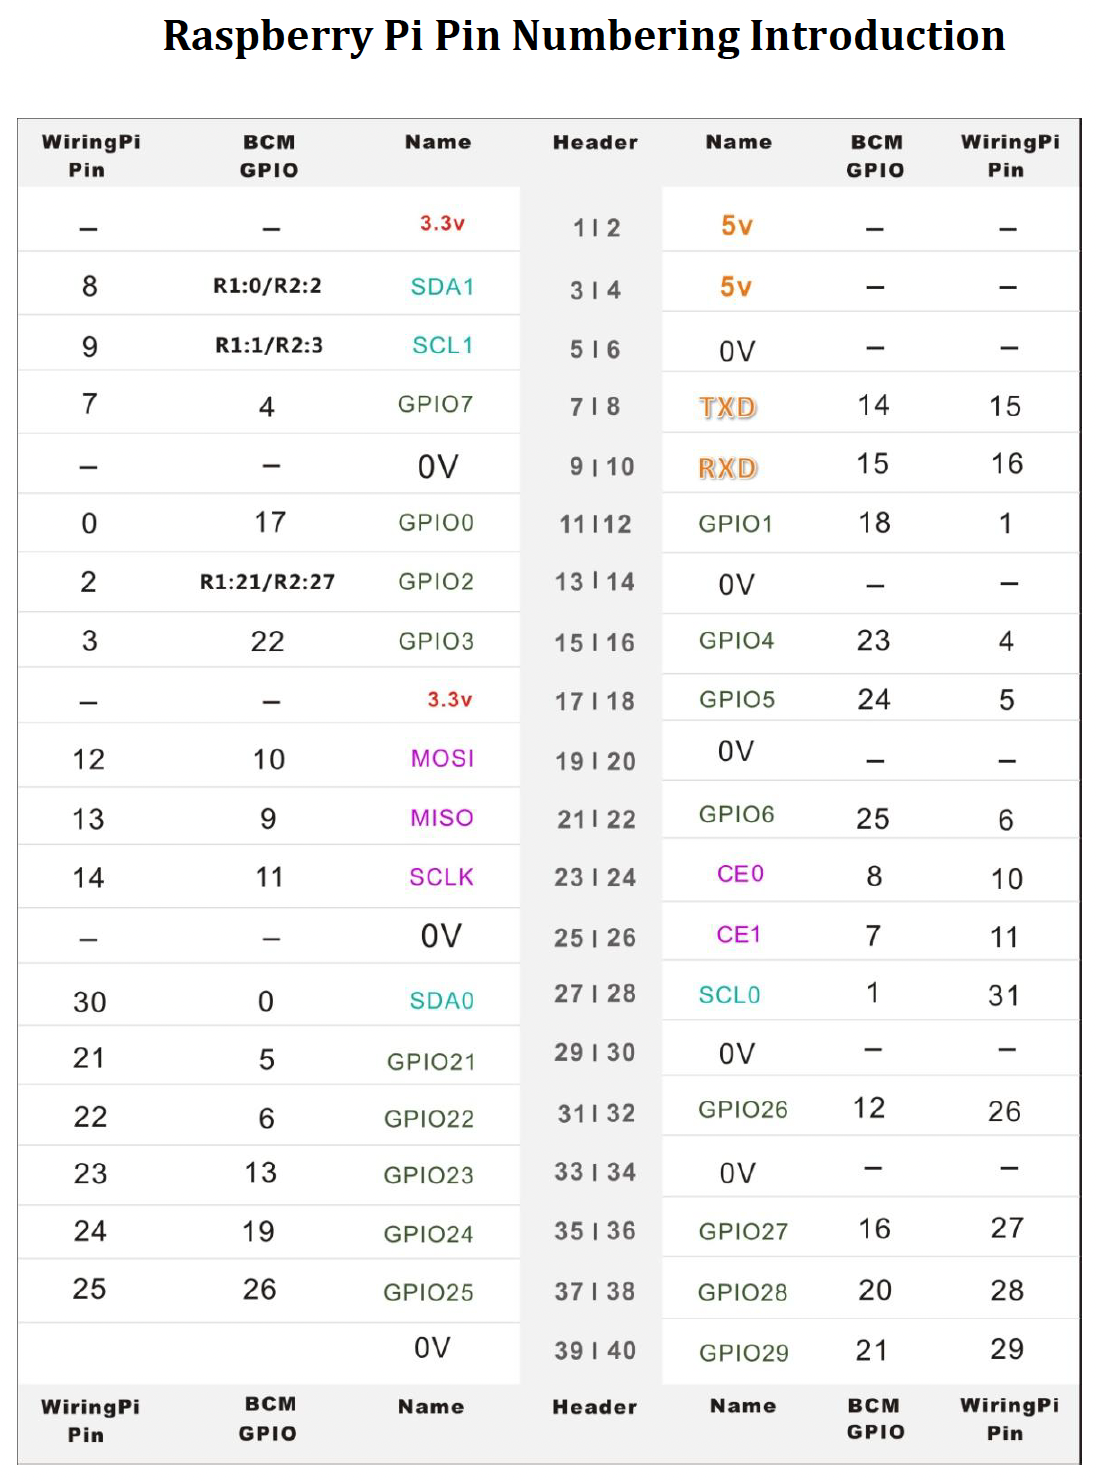 Raspberry Pi Pin Numbering Introduction
WiringPi Pin BCM GPIO Name Header Name BCM GPIO WiringPi Pin
– – 3.3v 1 | 2 5v – –
8 R1:0/R2:2 SDA1 3 | 4 5v – –
9 R1:1/R2:3 SCL1 5 | 6 0V – –
7 4 GPIO7 7 | 8 TXD 14 15
– – 0V 9 | 10 RXD 15 16
0 17 GPIO0 11 | 12 GPIO1 18 1
2 R1:21/R2:27 GPIO2 13 | 14 0V – –
3 22 GPIO3 15 | 16 GPIO4 23 4
– – 3.3v 17 | 18 GPIO5 24 5
12 10 MOSI 19 | 20 0V – –
13 9 MISO 21 | 22 GPIO6 25 6
14 11 SCLK 23 | 24 CE0 8 10
– – 0V 25 | 26 CE1 7 11
30 0 SDA0 27 | 28 SCL0 1 31
21 5 GPIO21 29 | 30 0V – –
22 6 GPIO22 31 | 32 GPIO26 12 26
23 13 GPIO23 33 | 34 0V – –
24 19 GPIO24 35 | 36 GPIO27 16 27
25 26 GPIO25 37 | 38 GPIO28 20 28
0V 39 | 40 GPIO29 21 29
WiringPi Pin BCM GPIO Name Header Name BCM GPIO WiringPi Pin